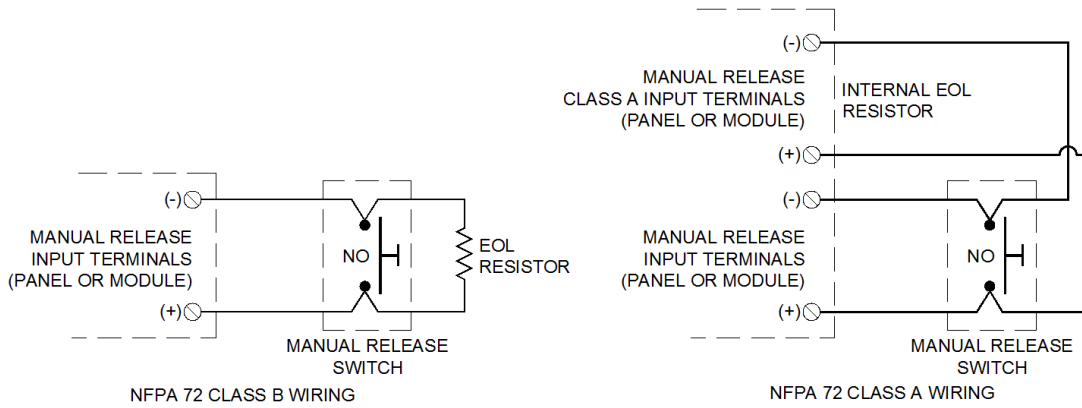 (-)
MANUAL RELEASE
INPUT TERMINALS
(PANEL OR MODULE)
(+)
NO
EOL
RESISTOR
MANUAL RELEASE
SWITCH
NFPA 72 CLASS B WIRING
(-)
MANUAL RELEASE
CLASS A INPUT TERMINALS
(PANEL OR MODULE)
INTERNAL EOL
RESISTOR
(+)
(-)
MANUAL RELEASE
INPUT TERMINALS
(PANEL OR MODULE)
NO
(+)
MANUAL RELEASE
SWITCH
NFPA 72 CLASS A WIRING